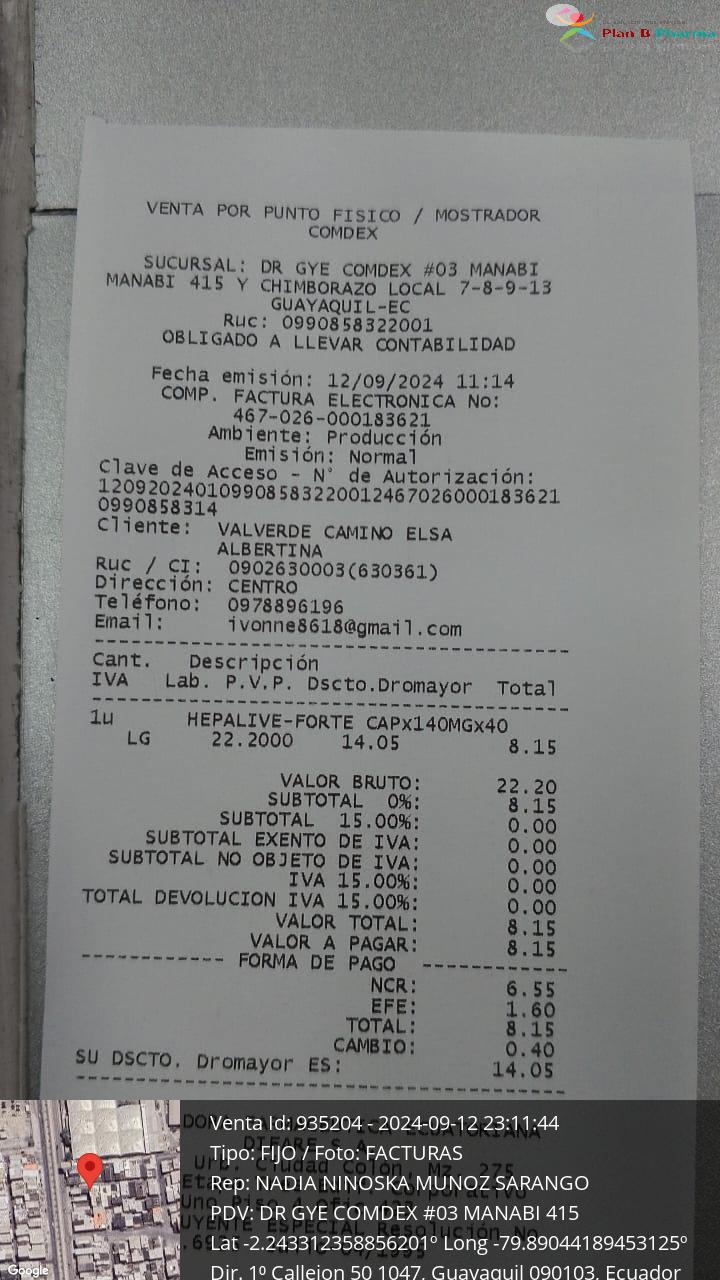 Plan B Pharma
VENTA POR PUNTO FISICO / MOSTRADOR
COMDEX
SUCURSAL: DR GYE COMDEX #03 MANABI
MANABI 415 Y CHIMBORAZO LOCAL 7-8-9-13
GUAYAQUIL-EC
Ruc: 0990858322001
OBLIGADO A LLEVAR CONTABILIDAD
Fecha emisión: 12/09/2024 11:14
COMP. FACTURA ELECTRONICA No:
467-026-000183621
Ambiente: Producción
Emisión: Normal
Clave de Acceso - N° de Autorización:
120920240109908583220012467026000183621
0990858314
Cliente: VALVERDE CAMINO ELSA
ALBERTINA
Ruc / CI: 0902630003(630361)
Dirección: CENTRO
Teléfono: 0978896196
Email: ivonne8618@gmail.com
Cant. Descripción
IVA Lab. P.V.P. Dscto.Dromayor Total
1u HEPALIVE-FORTE CAPx140MGx40
LG 22.2000 14.05 8.15
VALOR BRUTO: 22.20
SUBTOTAL 0%: 8.15
SUBTOTAL 15.00%: 0.00
SUBTOTAL EXENTO DE IVA: 0.00
SUBTOTAL NO OBJETO DE IVA: 0.00
IVA 15.00%: 0.00
TOTAL DEVOLUCION IVA 15.00%: 0.00
VALOR TOTAL: 8.15
VALOR A PAGAR: 8.15
----------- FORMA DE PAGO -----------
NCR: 6.55
EFE: 1.60
TOTAL: 8.15
CAMBIO: 0.40
SU DSCTO. Dromayor ES: 14.05
Venta Id: 935204 - 2024-09-12 23:11:44
Tipo: FIJO / Foto: FACTURAS
Rep: NADIA NINOSKA MUNOZ SARANGO
PDV: DR GYE COMDEX #03 MANABI 415
Lat -2.243312358856201° Long -79.89044189453125°
Dir. 1º Callejon 50 1047, Guayaquil 090103, Ecuador
Google